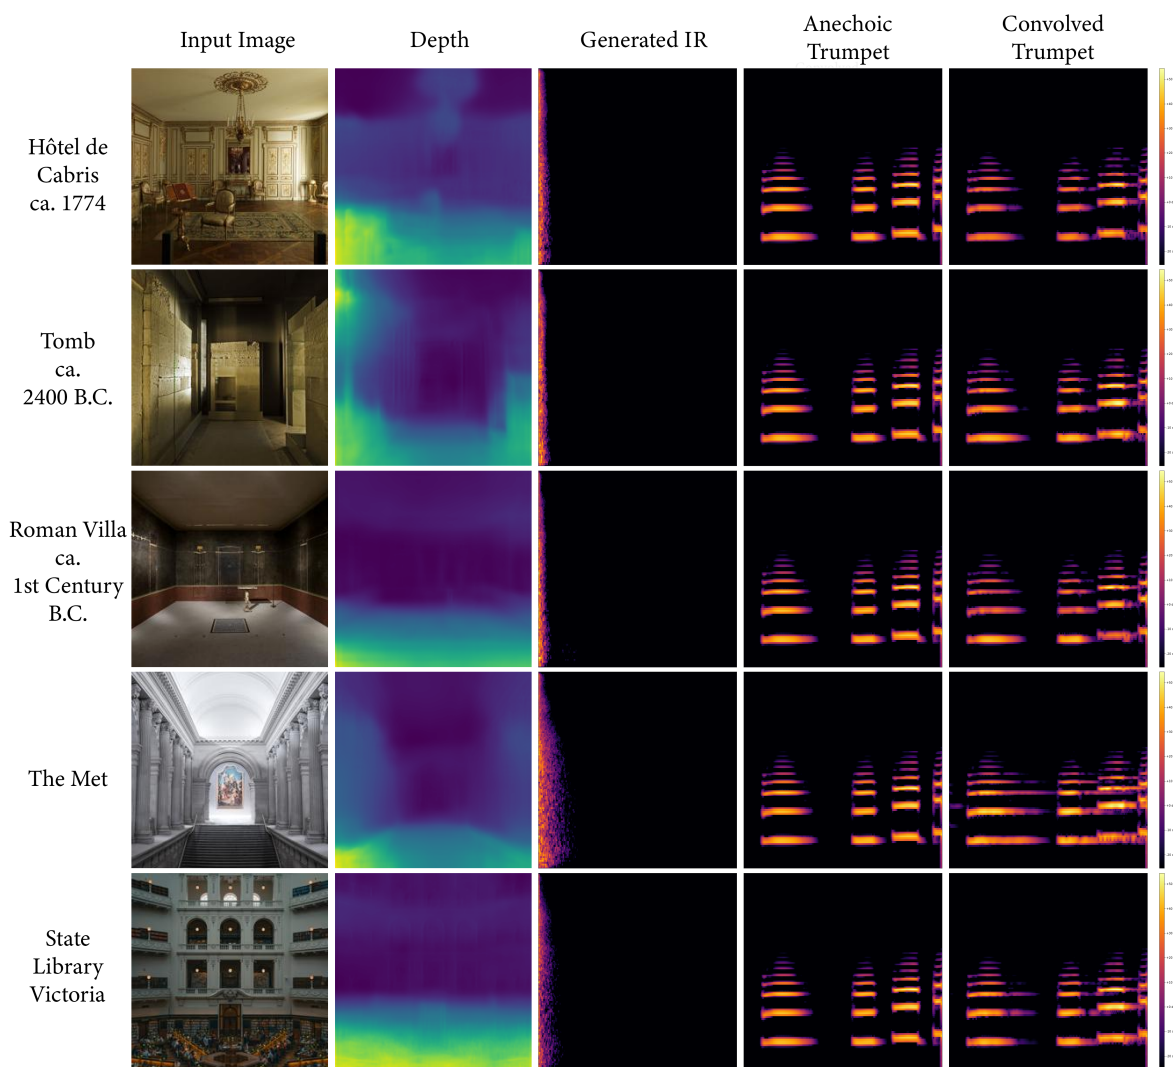 Input Image
Depth
Generated IR
Anechoic
Trumpet
Convolved
Trumpet
Hôtel de
Cabris
ca. 1774
Tomb
ca.
2400 B.C.
Roman Villa
ca.
1st Century
B.C.
The Met
State
Library
Victoria